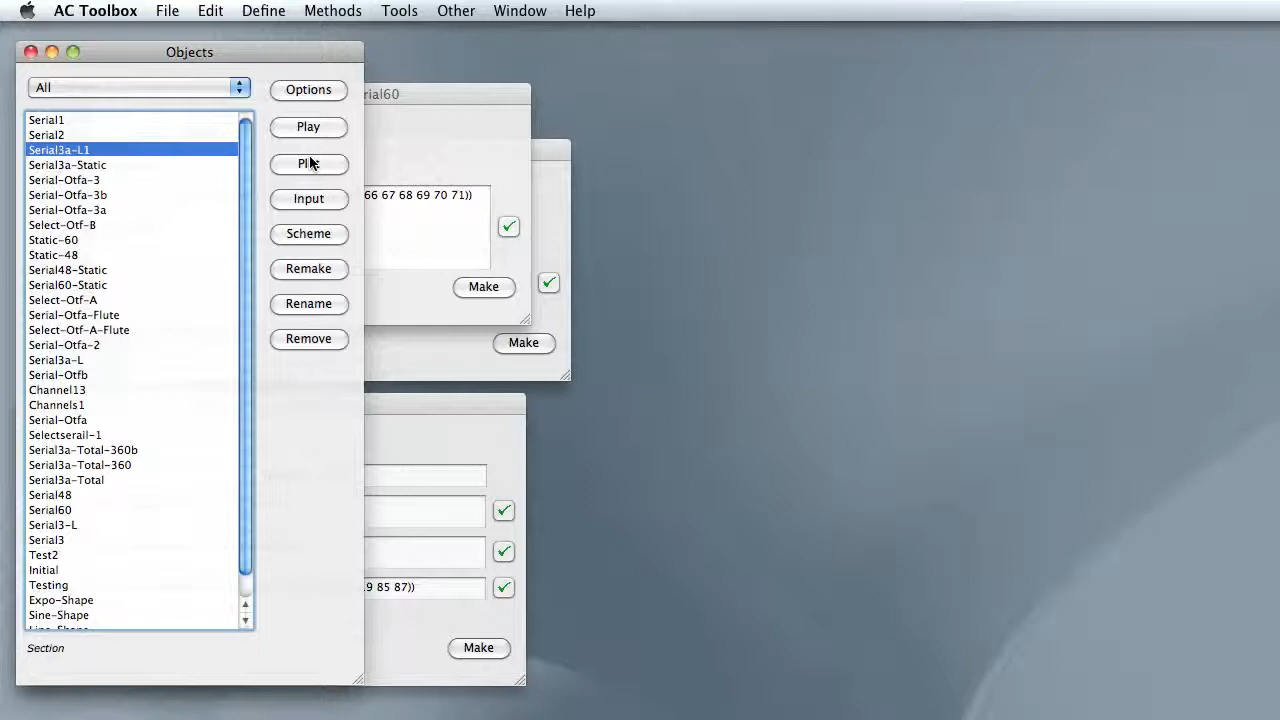 AC Toolbox File Edit Define Methods Tools Other Window Help
Objects
All
Options
Play
Input
Scheme
Remake
Rename
Remove
Serial1
Serial2
Serial3a-L1
Serial3a-Static
Serial-Otfa-3
Serial-Otfa-3b
Serial-Otfa-3a
Select-Otf-B
Static-60
Static-48
Serial48-Static
Serial60-Static
Select-Otf-A
Serial-Otfa-Flute
Select-Otf-A-Flute
Serial-Otfa-2
Serial3a-L
Serial-Otfb
Channel13
Channels1
Serial-Otfa
Selectserail-1
Serial3a-Total-360b
Serial3a-Total-360
Serial3a-Total
Serial48
Serial60
Serial3-L
Serial3
Test2
Initial
Testing
Expo-Shape
Sine-Shape
Section
rial60
66 67 68 69 70 71))
Make
Make
.9 85 87))
Make